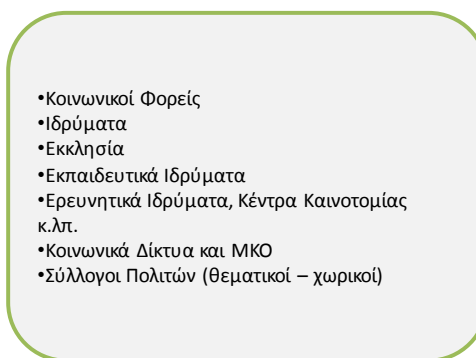 •Κοινωνικοί Φορείς
•Ιδρύματα
•Εκκλησία
•Εκπαιδευτικά Ιδρύματα
•Ερευνητικά Ιδρύματα, Κέντρα Καινοτομίας
κ.λπ.
•Κοινωνικά Δίκτυα και ΜΚΟ
•Σύλλογοι Πολιτών (θεματικοί – χωρικοί)